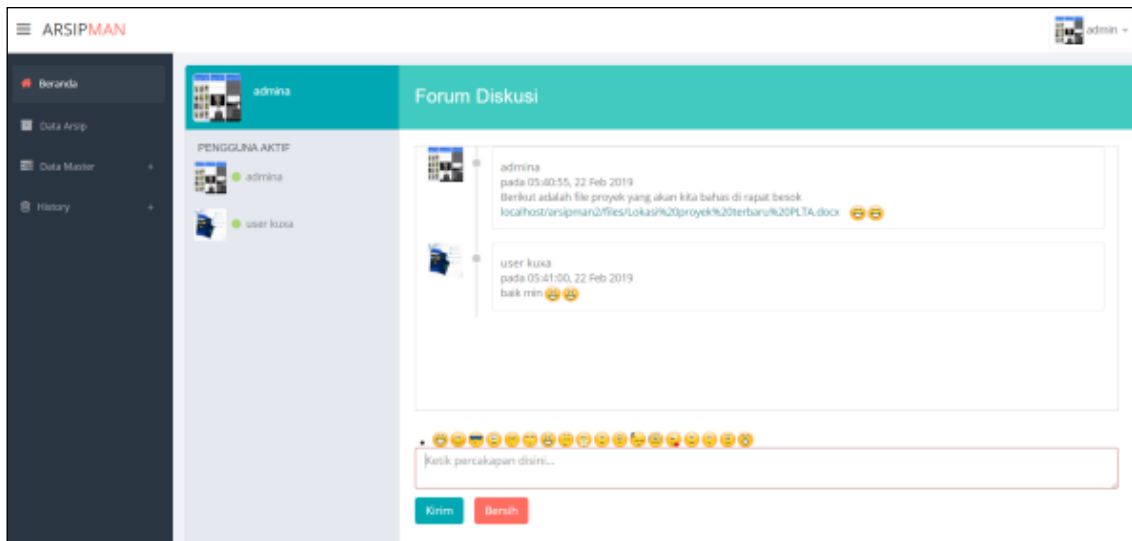 ARSIPMAN
admin
Beranda
Data Arsip
Data Master +
History +
admina
PENGGUNA AKTIF
admina
user kuxa
Forum Diskusi
admina
pada 05:40:55, 22 Feb 2019
Berikut adalah file proyek yang akan kita bahas di rapat besok
localhost/arsipman2/files/Lokasi%20proyek%20terbaru%20PLTA.docx
user kuxa
pada 05:41:00, 22 Feb 2019
baik min
Ketik percakapan disini...
Kirim
Bersih